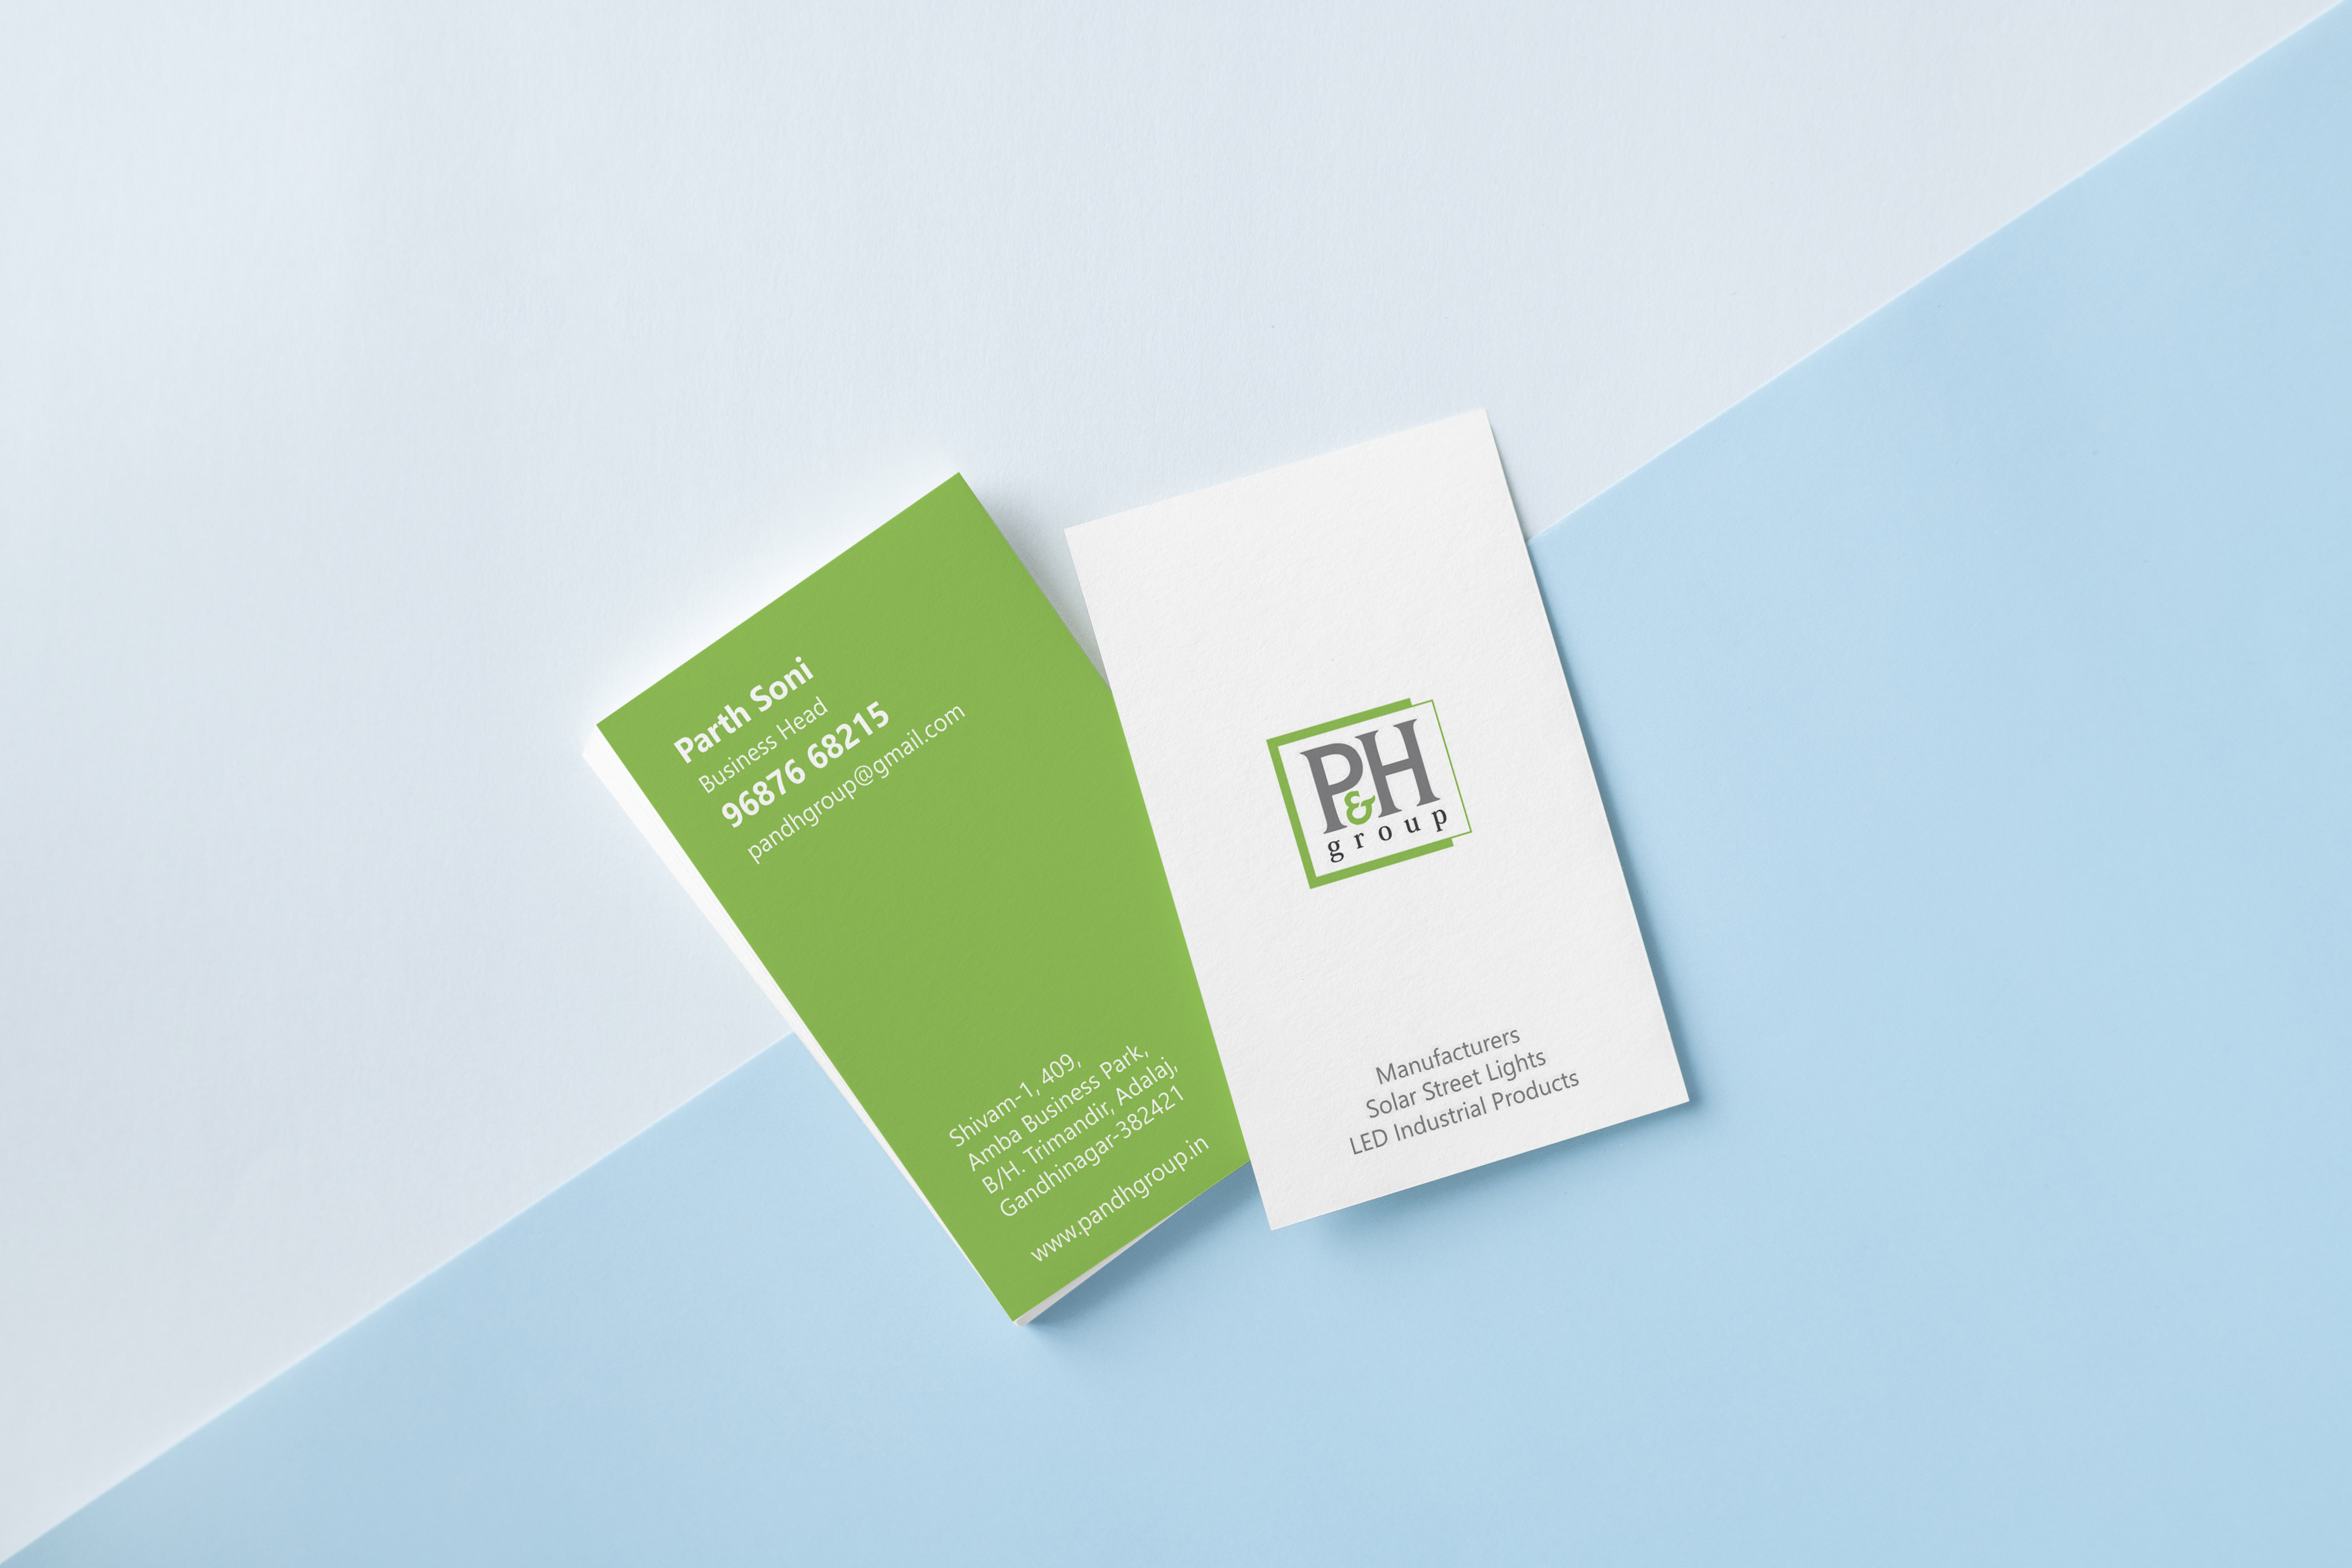 Parth Soni
Business Head
96876 68215
pandhgroup@gmail.com
Shivam-1, 409,
Amba Business Park,
B/H. Trimandir, Adalaj,
Gandhinagar-382421
www.pandhgroup.in
P&H
group
Manufacturers
Solar Street Lights
LED Industrial Products